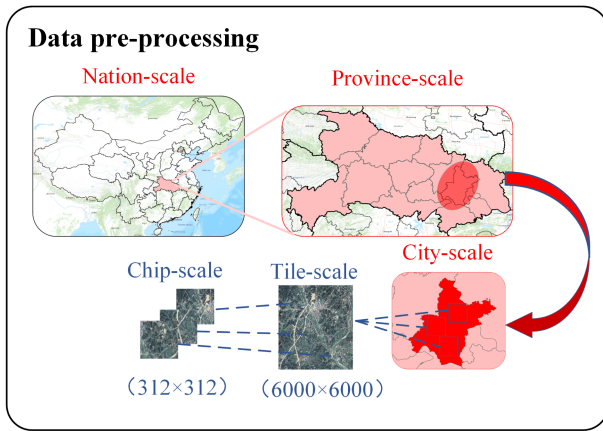 Data pre-processing
Nation-scale
Province-scale
City-scale
Chip-scale
Tile-scale
（312×312）
（6000×6000）